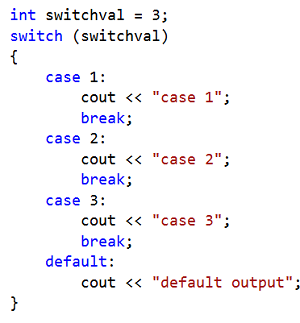 int switchval = 3;
switch (switchval)
{
    case 1:
        cout << "case 1";
        break;
    case 2:
        cout << "case 2";
        break;
    case 3:
        cout << "case 3";
        break;
    default:
        cout << "default output";
}